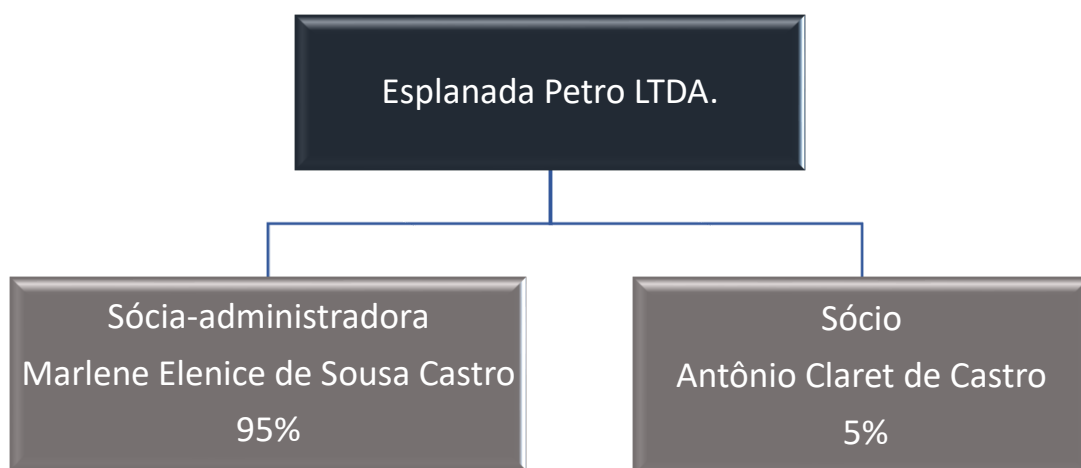 Esplanada Petro LTDA.
Sócia-administradora
Marlene Elenice de Sousa Castro
95%
Sócio
Antônio Claret de Castro
5%